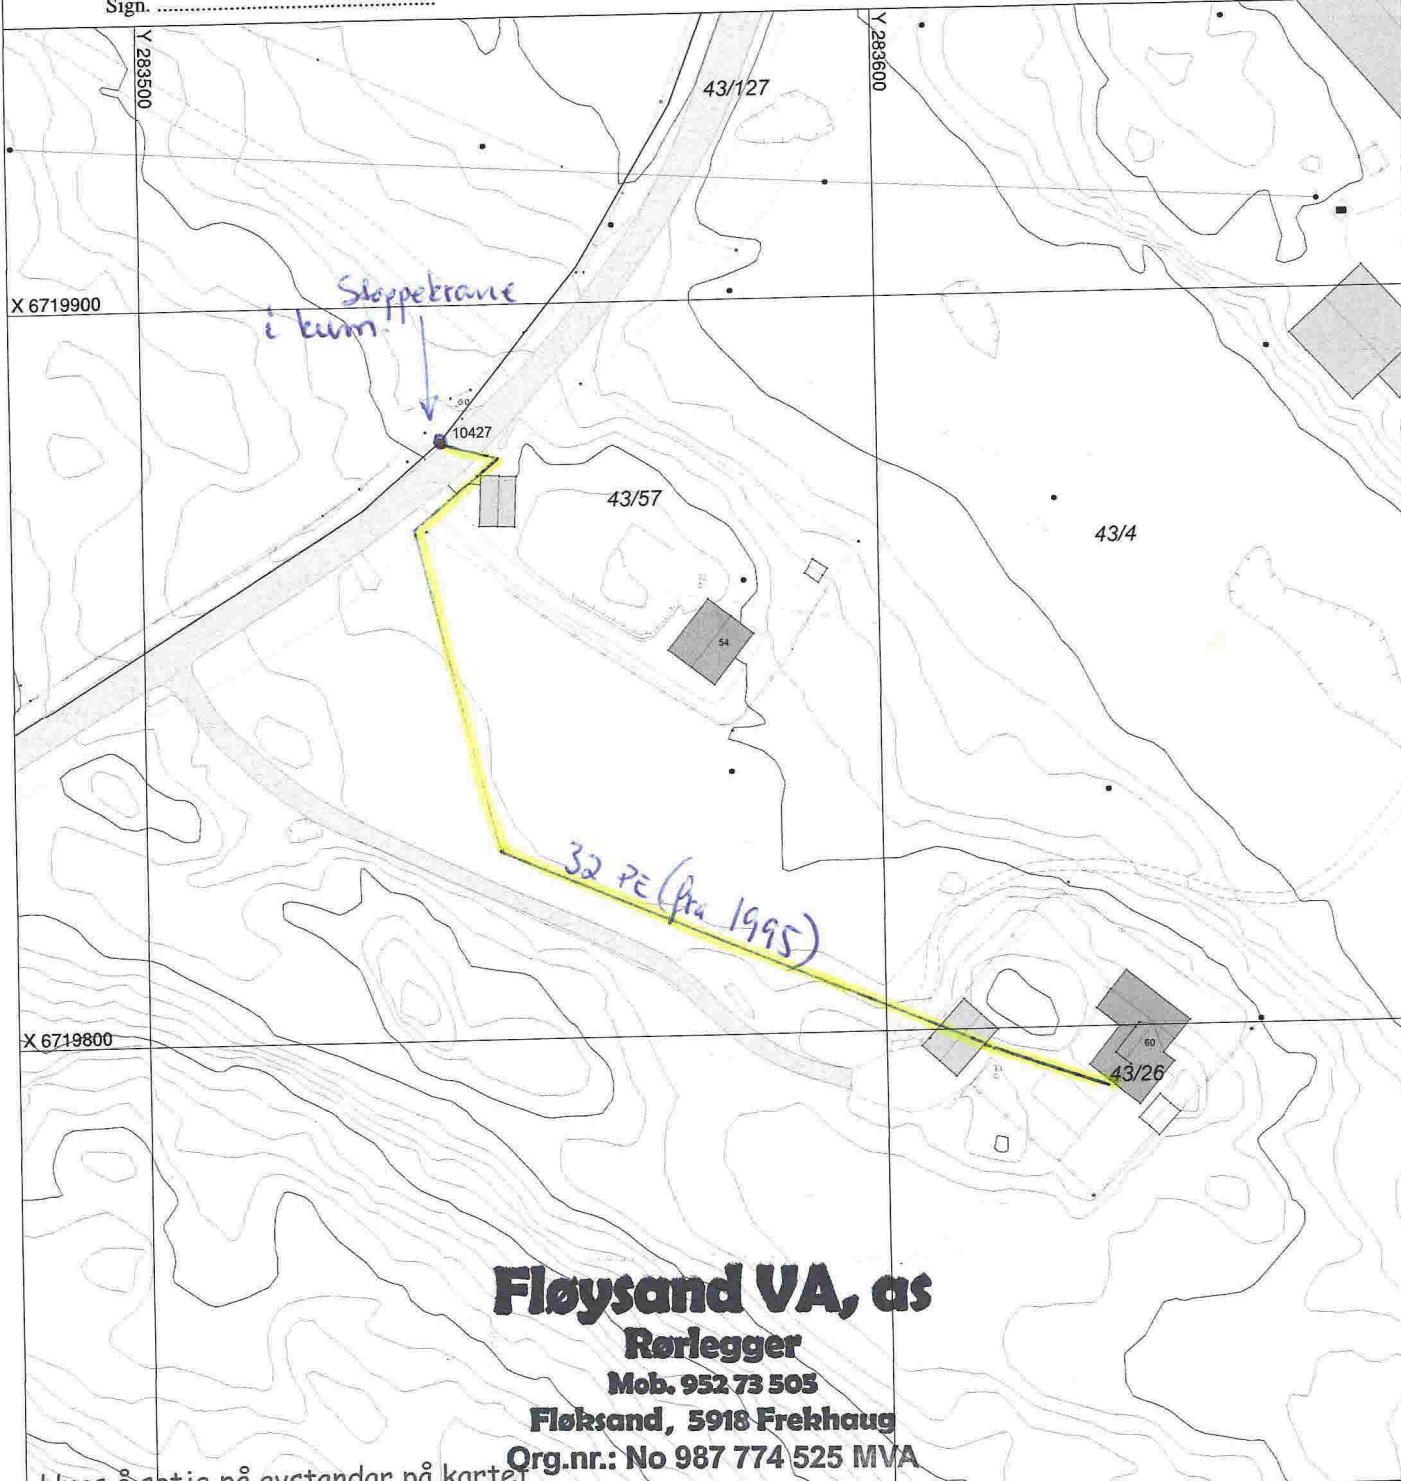 Sign. ................................................
Y 283500
Y 283600
43/127
X 6719900
Stoppekrane
i kum.
10427
43/57
43/4
54
32 PE (fra 1995)
X 6719800
60
43/26
Fløysand VA, as
Rørlegger
Mob. 952 73 505
Fløksand, 5918 Frekhaug
Org.nr.: No 987 774 525 MVA
på avstandar på kartet